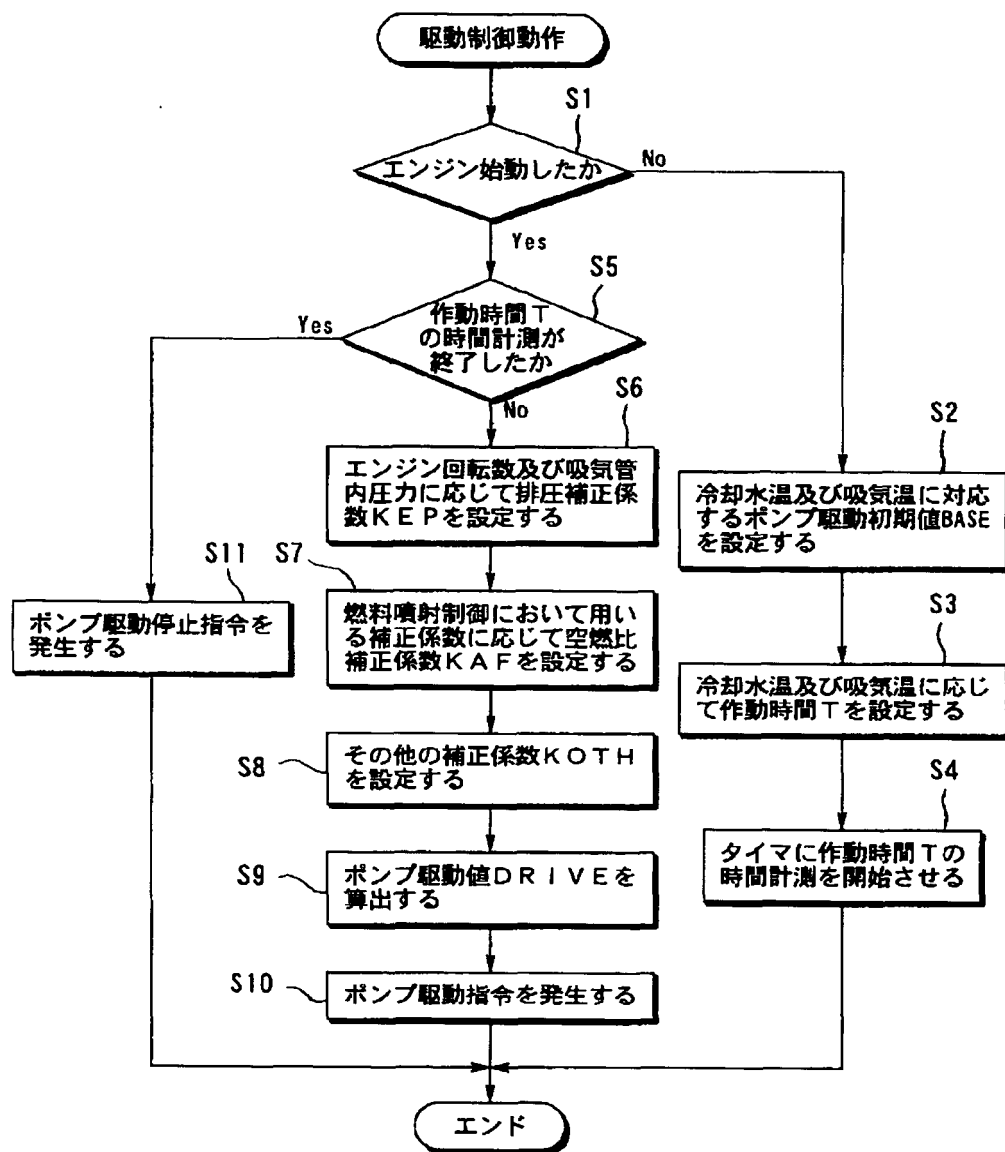 駆動制御動作
S1
エンジン始動したか
No
Yes
S5
作動時間T
の時間計測が
終了したか
Yes
No
S6
エンジン回転数及び吸気管
内圧力に応じて排圧補正係
数KEPを設定する
S2
冷却水温及び吸気温に対応
するポンプ駆動初期値BASE
を設定する
S11
ポンプ駆動停止指令を
発生する
S7
燃料噴射制御において用い
る補正係数に応じて空燃比
補正係数KAFを設定する
S3
冷却水温及び吸気温に応じ
て作動時間Tを設定する
S8
その他の補正係数KOTH
を設定する
S4
タイマに作動時間Tの
時間計測を開始させる
S9
ポンプ駆動値DRIVEを
算出する
S10
ポンプ駆動指令を発生する
エンド